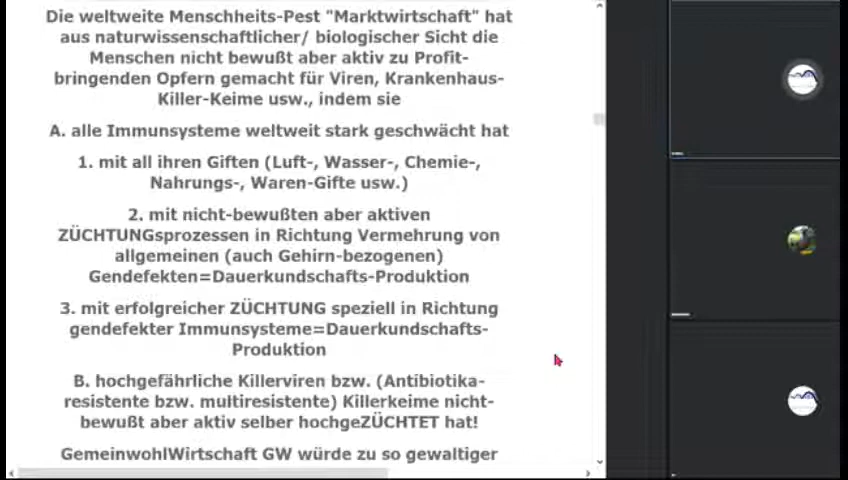 Die weltweite Menschheits-Pest "Marktwirtschaft" hat
aus naturwissenschaftlicher/ biologischer Sicht die
Menschen nicht bewußt aber aktiv zu Profit-
bringenden Opfern gemacht für Viren, Krankenhaus-
Killer-Keime usw., indem sie
A. alle Immunsysteme weltweit stark geschwächt hat
1. mit all ihren Giften (Luft-, Wasser-, Chemie-,
Nahrungs-, Waren-Gifte usw.)
2. mit nicht-bewußten aber aktiven
ZÜCHTUNGsprozessen in Richtung Vermehrung von
allgemeinen (auch Gehirn-bezogenen)
Gendefekten=Dauerkundschafts-Produktion
3. mit erfolgreicher ZÜCHTUNG speziell in Richtung
gendefekter Immunsysteme=Dauerkundschafts-
Produktion
B. hochgefährliche Killerviren bzw. (Antibiotika-
resistente bzw. multiresistente) Killerkeime nicht-
bewußt aber aktiv selber hochgeZÜCHTET hat!
GemeinwohlWirtschaft GW würde zu so gewaltiger